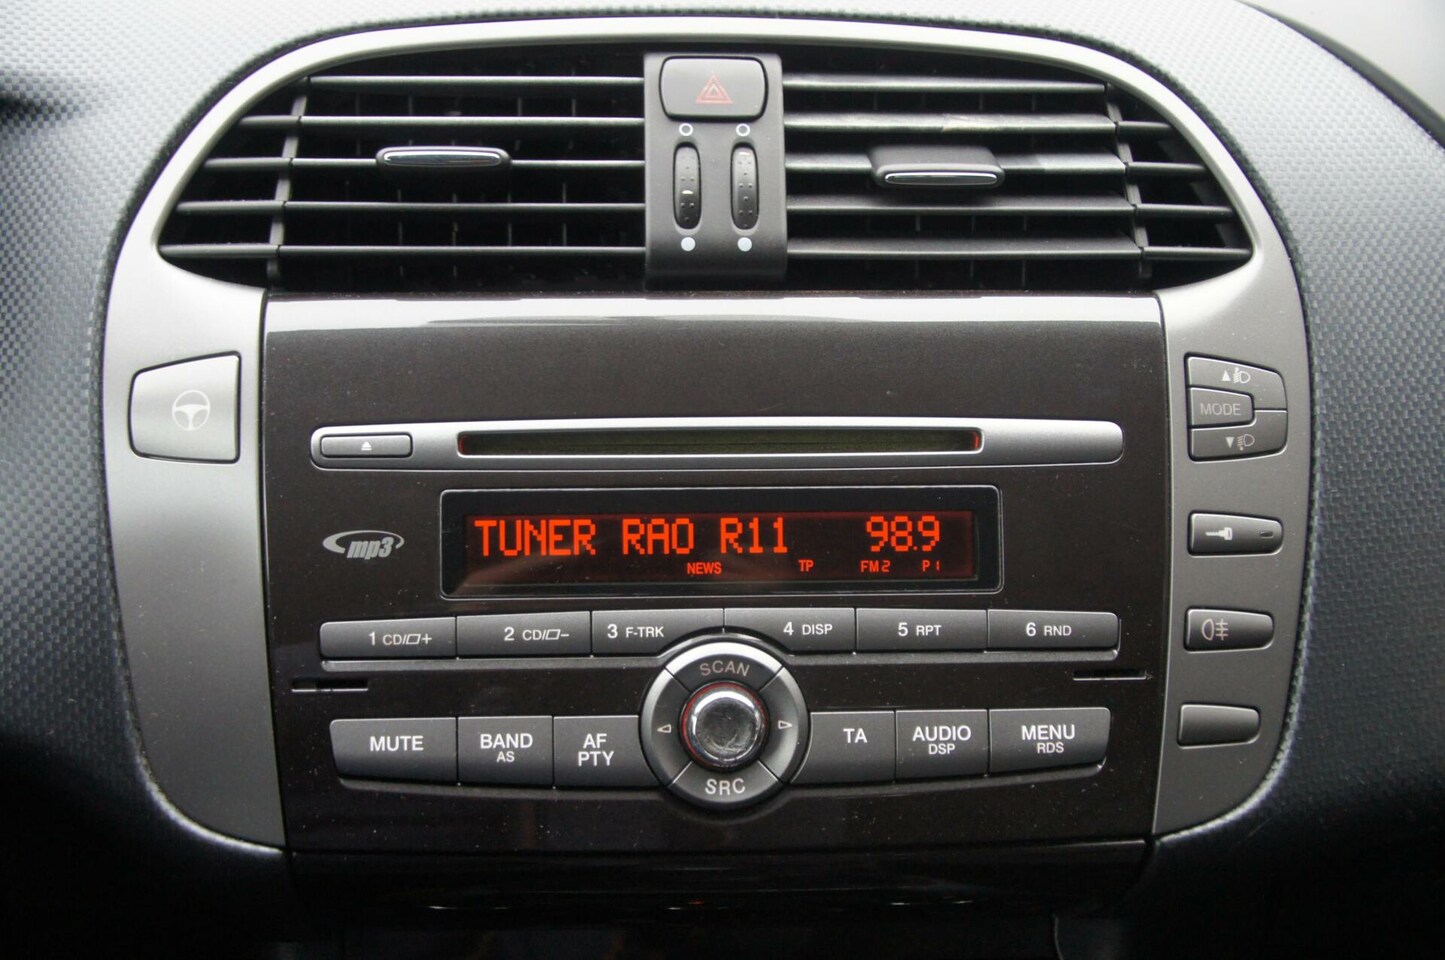 MODE
TUNER RAO R11 98.9
NEWS TP FM2 P1
mp3
1 CD/+ 2 CD/- 3 F-TRK 4 DISP 5 RPT 6 RND
SCAN
MUTE BAND AS AF PTY TA AUDIO DSP MENU RDS
SRC